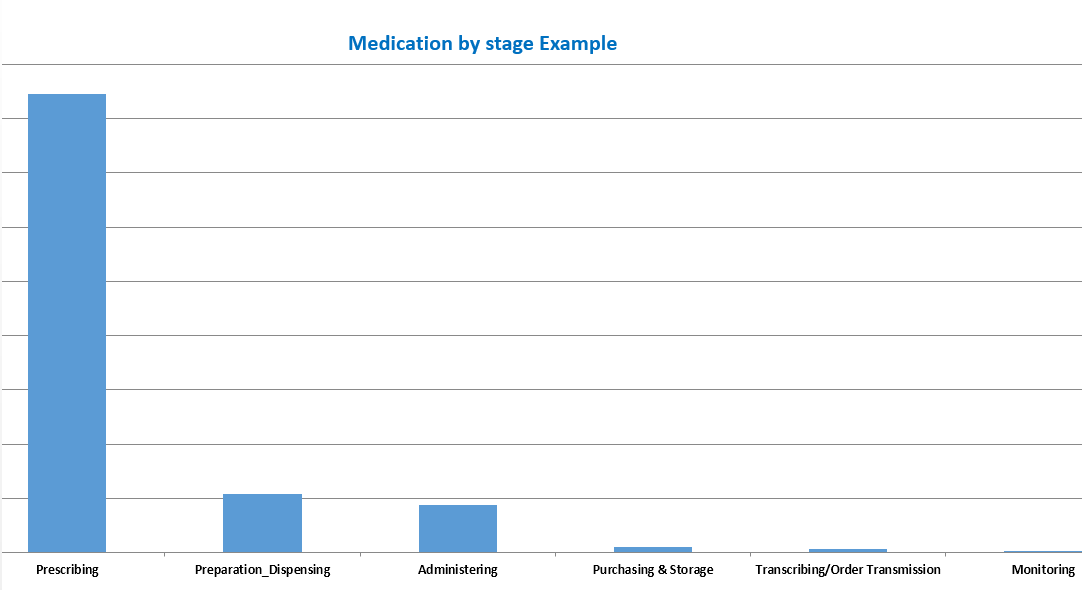 Medication by stage Example
Prescribing
Preparation_Dispensing
Administering
Purchasing & Storage
Transcribing/Order Transmission
Monitoring